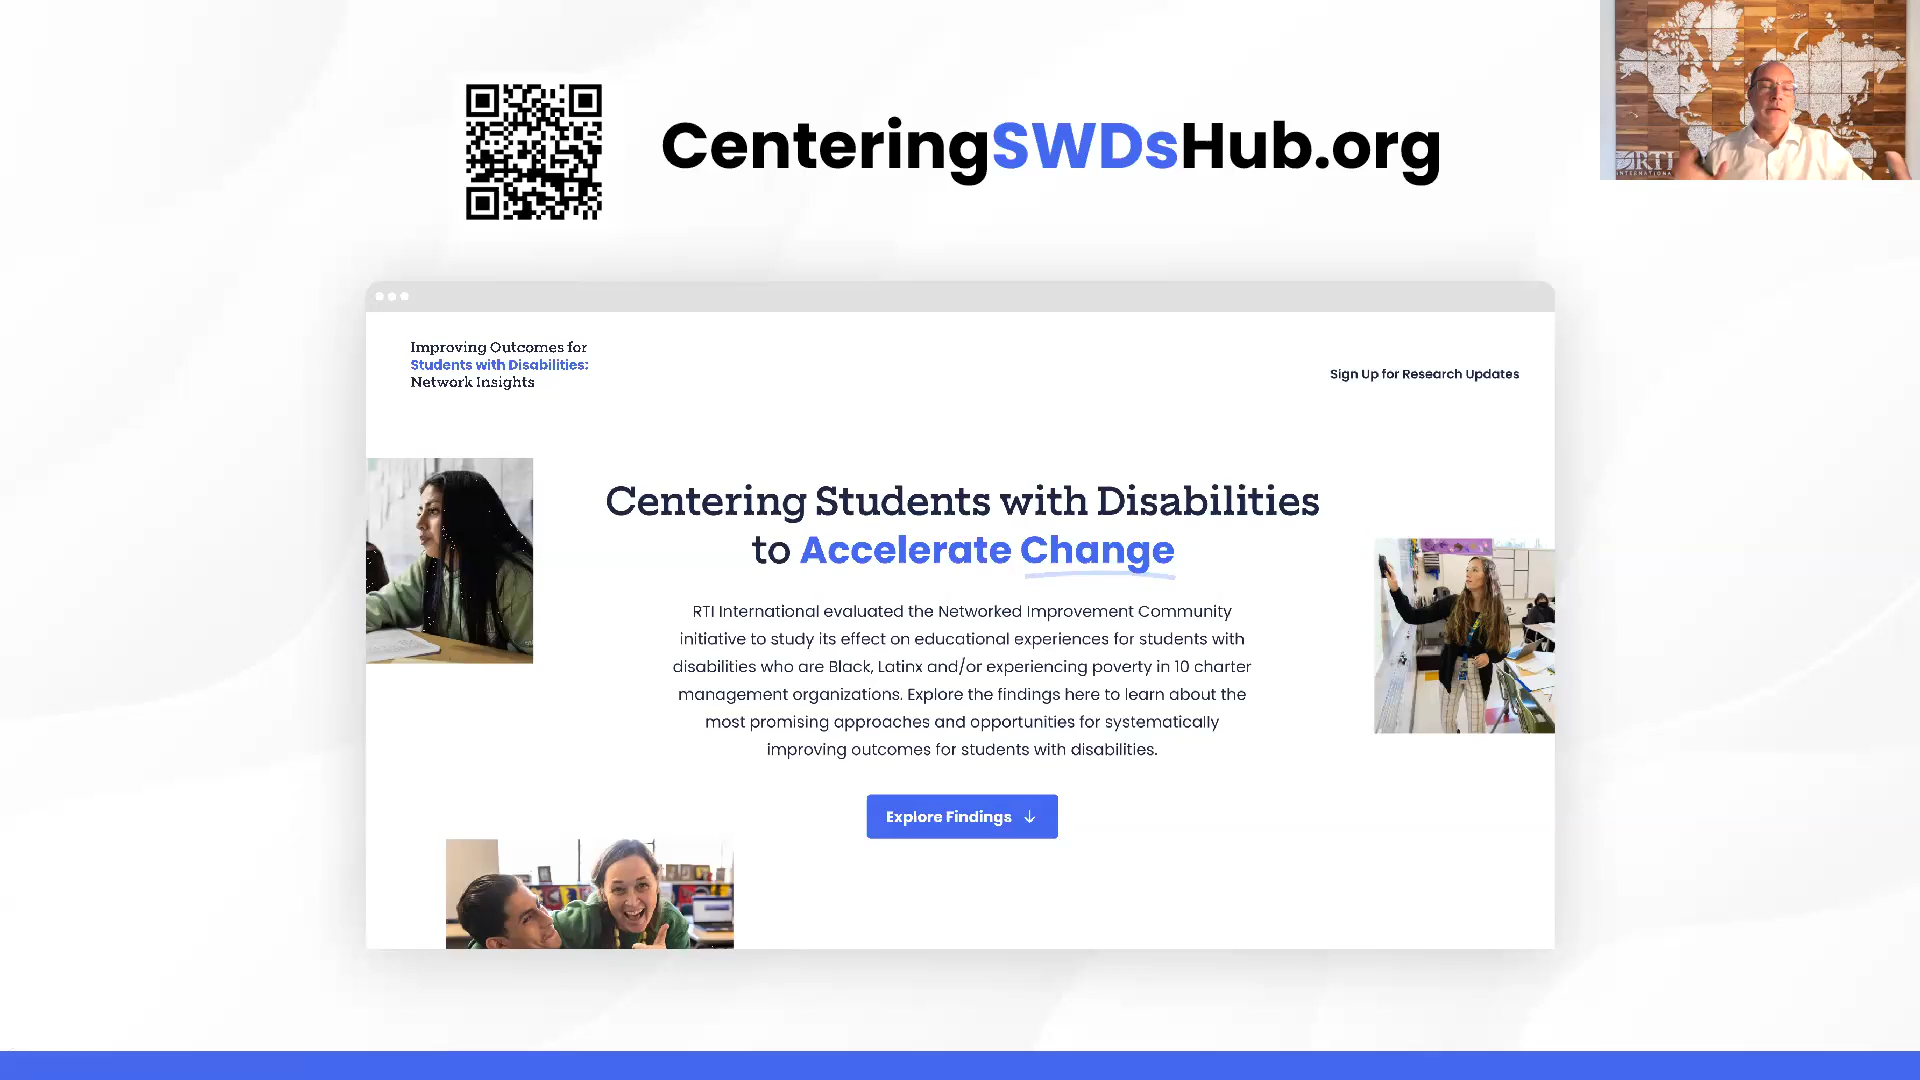 CenteringSWDsHub.org
RTI
INTERNATIONAL
Improving Outcomes for
Students with Disabilities:
Network Insights
Sign Up for Research Updates
Centering Students with Disabilities
to Accelerate Change
RTI International evaluated the Networked Improvement Community
initiative to study its effect on educational experiences for students with
disabilities who are Black, Latinx and/or experiencing poverty in 10 charter
management organizations. Explore the findings here to learn about the
most promising approaches and opportunities for systematically
improving outcomes for students with disabilities.
Explore Findings ↓